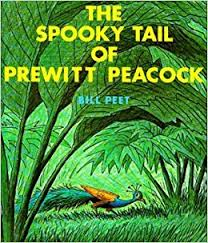 THE
SPOOKY TAIL
OF
PREWITT PEACOCK
BILL PEET